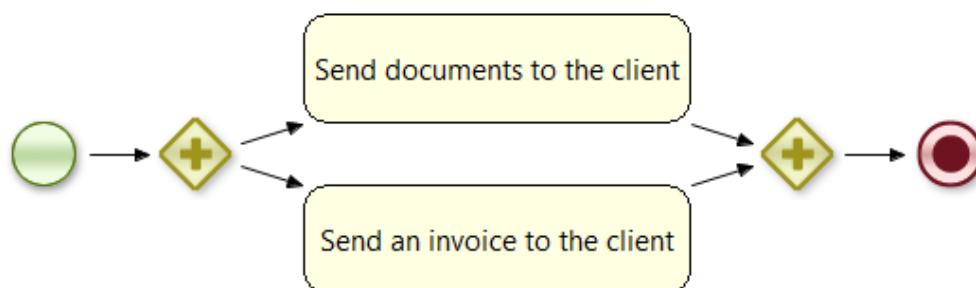 Send documents to the client
Send an invoice to the client